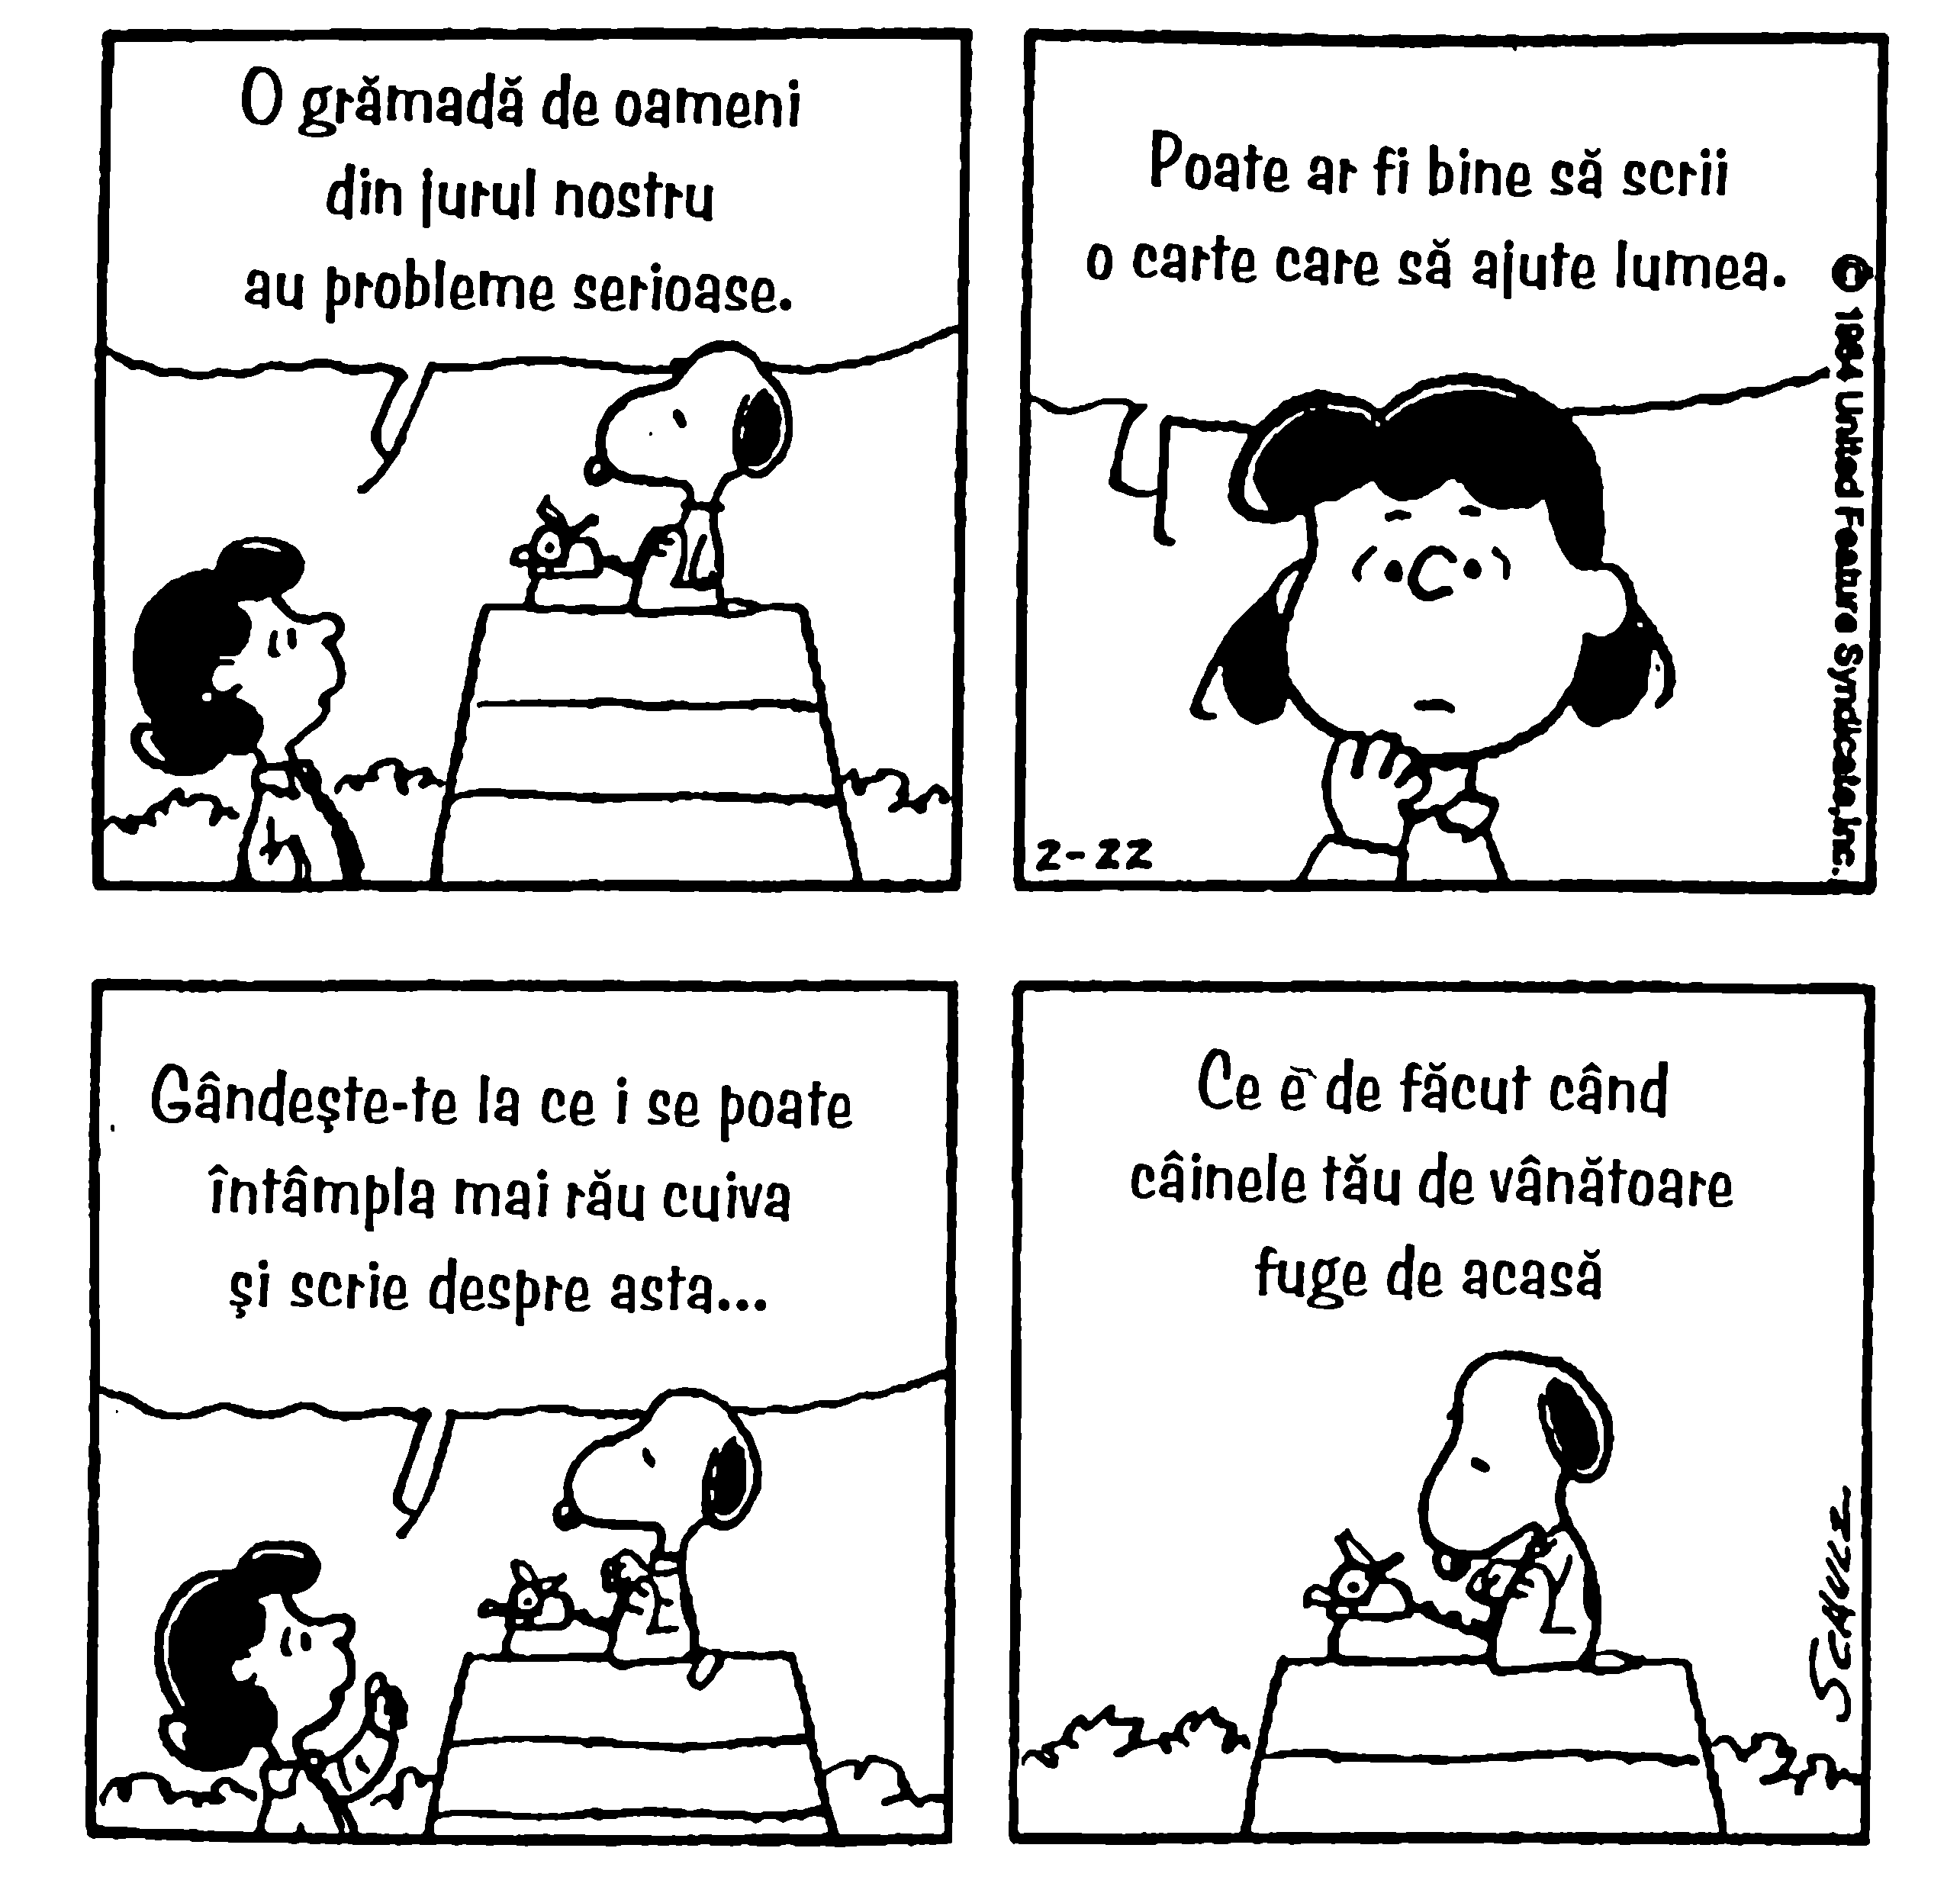 O grămadă de oameni
din jurul nostru
au probleme serioase.
Poate ar fi bine să scrii
o carte care să ajute lumea.
© 1984 United Feature Syndicate, Inc.
2-22
Gândeşte-te la ce i se poate
întâmpla mai rău cuiva
şi scrie despre asta...
Ce e de făcut când
câinele tău de vânătoare
fuge de acasă
SCHULZ